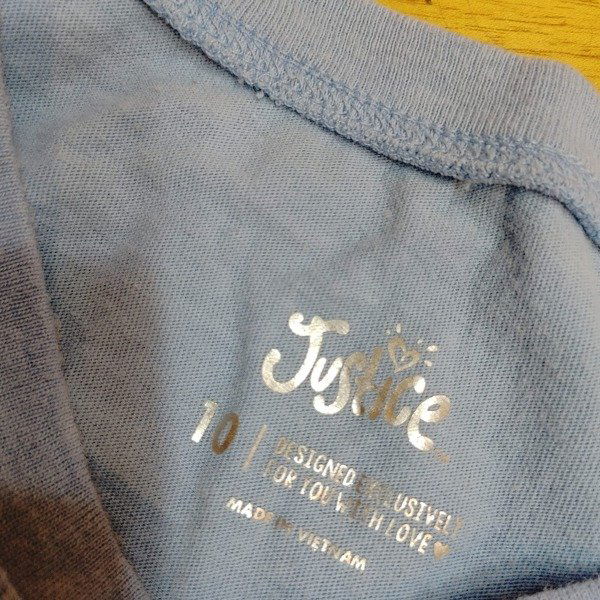 Justice
10
DESIGNED EXCLUSIVELY
FOR YOU WITH LOVE
MADE IN VIETNAM